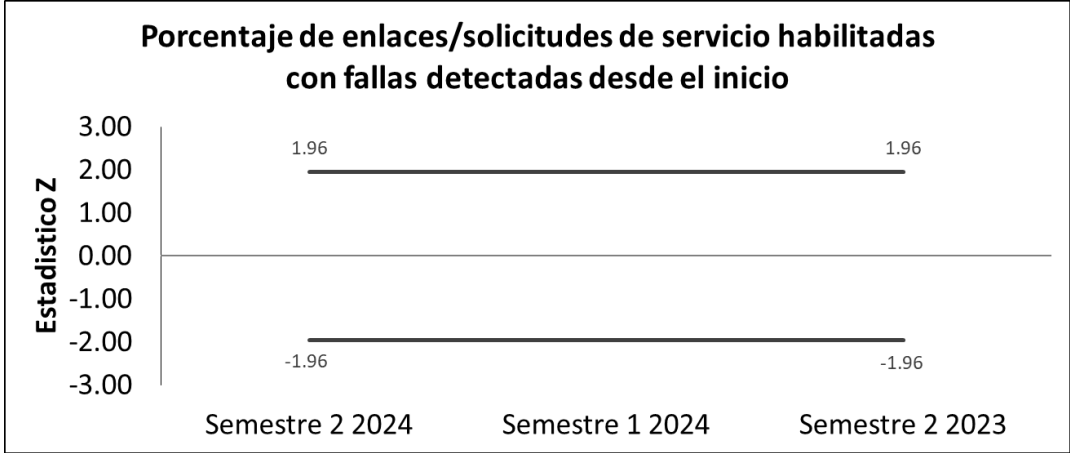 Porcentaje de enlaces/solicitudes de servicio habilitadas
con fallas detectadas desde el inicio
Estadistico Z
3.00
2.00
1.00
0.00
-1.00
-2.00
-3.00
1.96
1.96
-1.96
-1.96
Semestre 2 2024
Semestre 1 2024
Semestre 2 2023